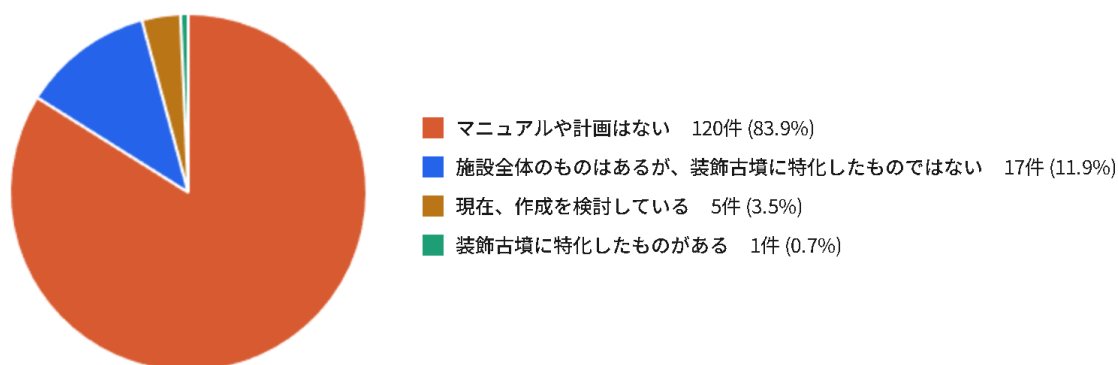 マニュアルや計画はない 120件 (83.9%)
施設全体のものはあるが、装飾古墳に特化したものではない 17件 (11.9%)
現在、作成を検討している 5件 (3.5%)
装飾古墳に特化したものがある 1件 (0.7%)